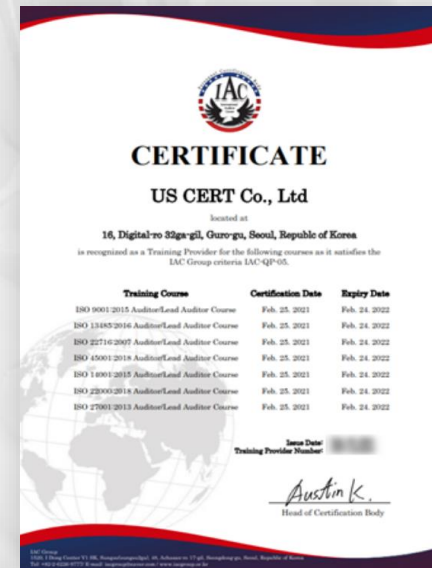 IAC
CERTIFICATE
US CERT Co., Ltd
located at
16, Digital-ro 32ga-gil, Guro-gu, Seoul, Republic of Korea
is recognized as a Training Provider for the following courses as it satisfies the
IAC Group criteria IAC-QP-05.
Training Course Certification Date Expiry Date
ISO 9001:2015 Auditor/Lead Auditor Course Feb. 25. 2021 Feb. 24. 2022
ISO 13485:2016 Auditor/Lead Auditor Course Feb. 25. 2021 Feb. 24. 2022
ISO 22716:2007 Auditor/Lead Auditor Course Feb. 25. 2021 Feb. 24. 2022
ISO 45001:2018 Auditor/Lead Auditor Course Feb. 25. 2021 Feb. 24. 2022
ISO 14001:2015 Auditor/Lead Auditor Course Feb. 25. 2021 Feb. 24. 2022
ISO 22000:2018 Auditor/Lead Auditor Course Feb. 25. 2021 Feb. 24. 2022
ISO 27001:2013 Auditor/Lead Auditor Course Feb. 25. 2021 Feb. 24. 2022
Issue Date:
Training Provider Number:
Austin K.
Head of Certification Body
IAC Group